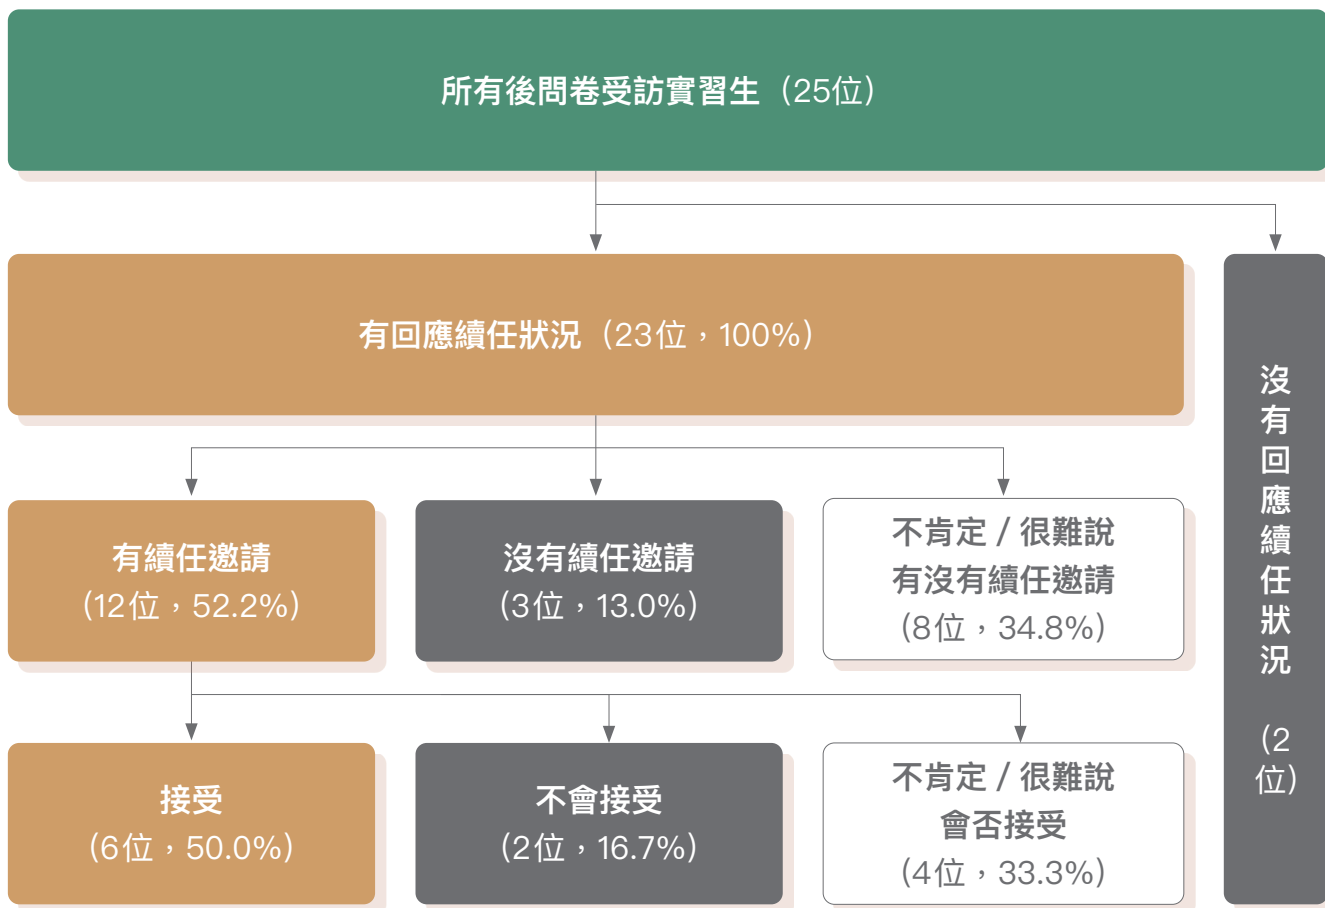 所有後問卷受訪實習生（25位）
有回應續任狀況（23位，100%）
沒有回應續任狀況（2位）
有續任邀請
（12位，52.2%）
沒有續任邀請
（3位，13.0%）
不肯定 / 很難說
有沒有續任邀請
（8位，34.8%）
接受
（6位，50.0%）
不會接受
（2位，16.7%）
不肯定 / 很難說
會否接受
（4位，33.3%）